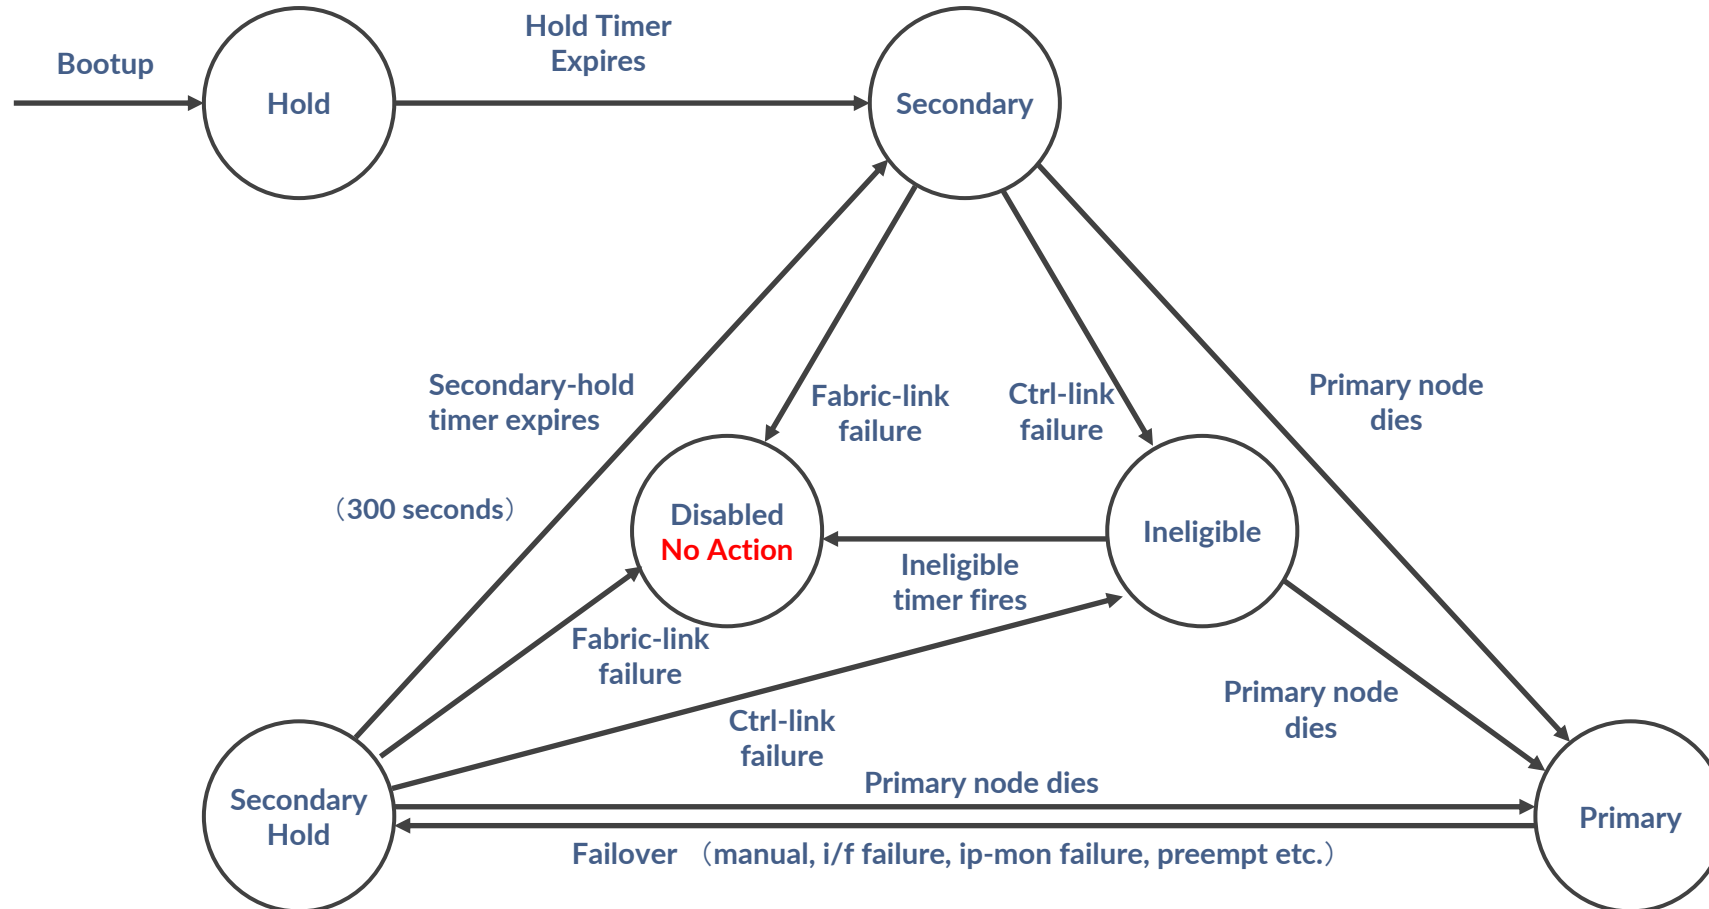 Hold Timer
Expires
Bootup
Hold
Secondary
Secondary-hold
timer expires
Fabric-link
failure
Ctrl-link
failure
Primary node
dies
（300 seconds）
Disabled
No Action
Ineligible
Ineligible
timer fires
Fabric-link
failure
Primary node
dies
Ctrl-link
failure
Primary node dies
Secondary
Hold
Primary
Failover （manual, i/f failure, ip-mon failure, preempt etc.）